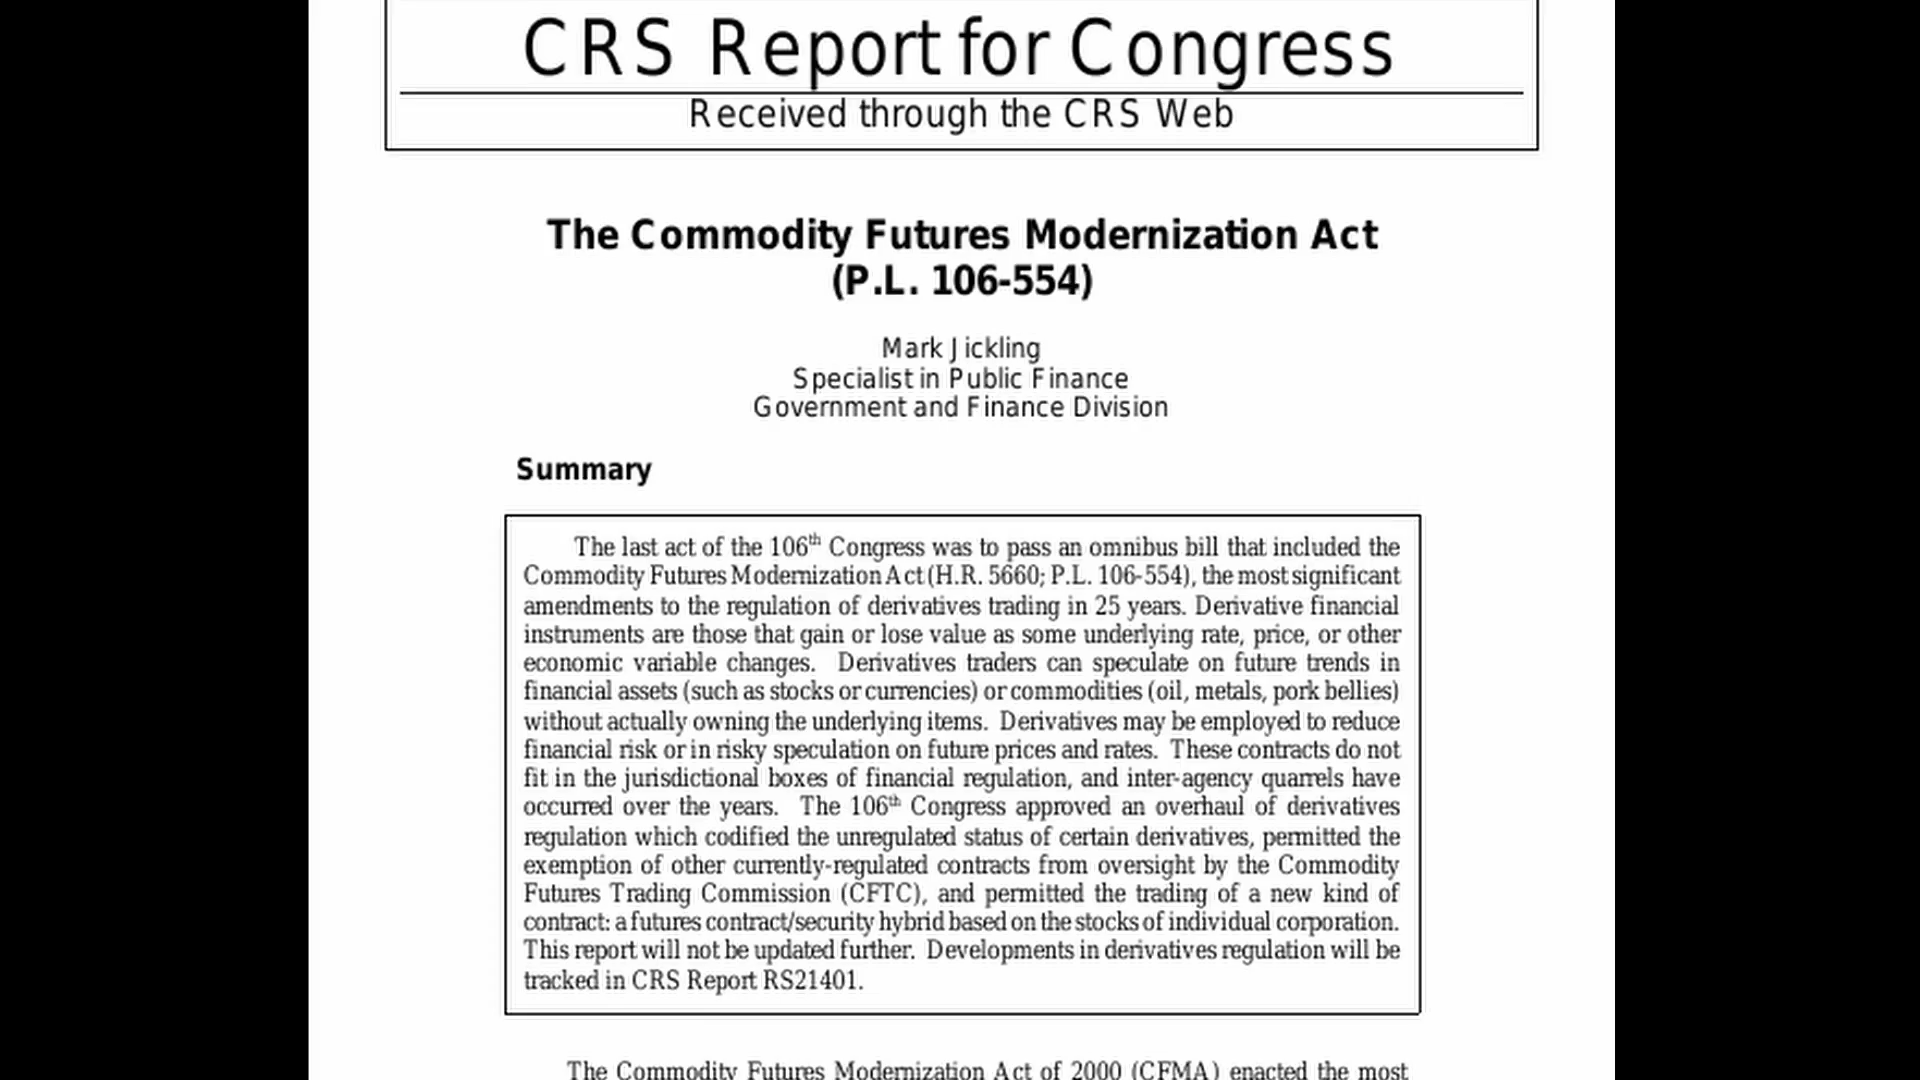 CRS Report for Congress
Received through the CRS Web
The Commodity Futures Modernization Act
(P.L. 106-554)
Mark Jickling
Specialist in Public Finance
Government and Finance Division
Summary
The last act of the 106th Congress was to pass an omnibus bill that included the
Commodity Futures Modernization Act (H.R. 5660; P.L. 106-554), the most significant
amendments to the regulation of derivatives trading in 25 years. Derivative financial
instruments are those that gain or lose value as some underlying rate, price, or other
economic variable changes. Derivatives traders can speculate on future trends in
financial assets (such as stocks or currencies) or commodities (oil, metals, pork bellies)
without actually owning the underlying items. Derivatives may be employed to reduce
financial risk or in risky speculation on future prices and rates. These contracts do not
fit in the jurisdictional boxes of financial regulation, and inter-agency quarrels have
occurred over the years. The 106th Congress approved an overhaul of derivatives
regulation which codified the unregulated status of certain derivatives, permitted the
exemption of other currently-regulated contracts from oversight by the Commodity
Futures Trading Commission (CFTC), and permitted the trading of a new kind of
contract: a futures contract/security hybrid based on the stocks of individual corporation.
This report will not be updated further. Developments in derivatives regulation will be
tracked in CRS Report RS21401.
The Commodity Futures Modernization Act of 2000 (CFMA) enacted the most